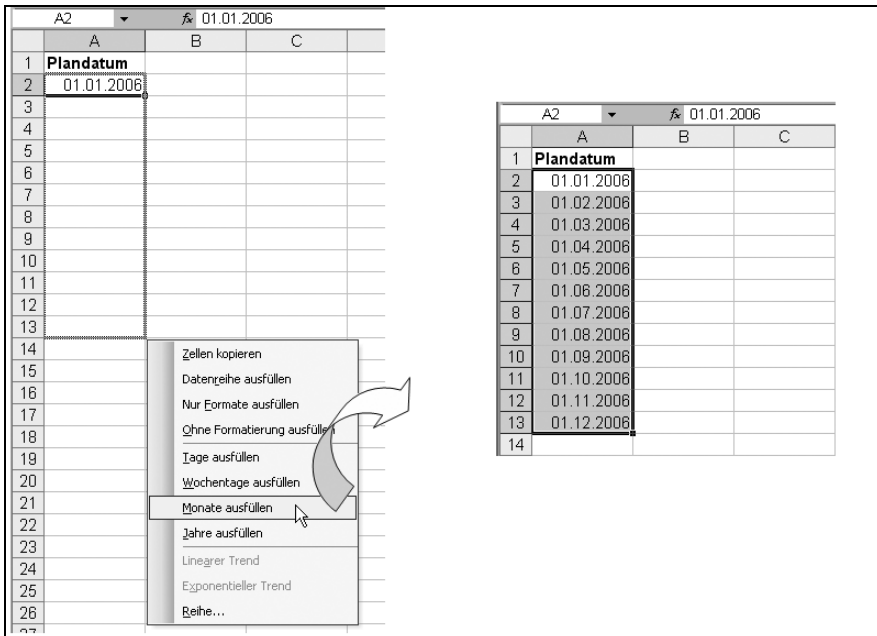 A2 fx 01.01.2006
A B C
1 Plandatum
2 01.01.2006
3
4
5
6
7
8
9
10
11
12
13
14
15
16
17
18
19
20
21
22
23
24
25
26
27
Zellen kopieren
Datenreihe ausfüllen
Nur Formate ausfüllen
Ohne Formatierung ausfüllen
Tage ausfüllen
Wochentage ausfüllen
Monate ausfüllen
Jahre ausfüllen
Linearer Trend
Exponentieller Trend
Reihe...
A2 fx 01.01.2006
A B C
1 Plandatum
2 01.01.2006
3 01.02.2006
4 01.03.2006
5 01.04.2006
6 01.05.2006
7 01.06.2006
8 01.07.2006
9 01.08.2006
10 01.09.2006
11 01.10.2006
12 01.11.2006
13 01.12.2006
14